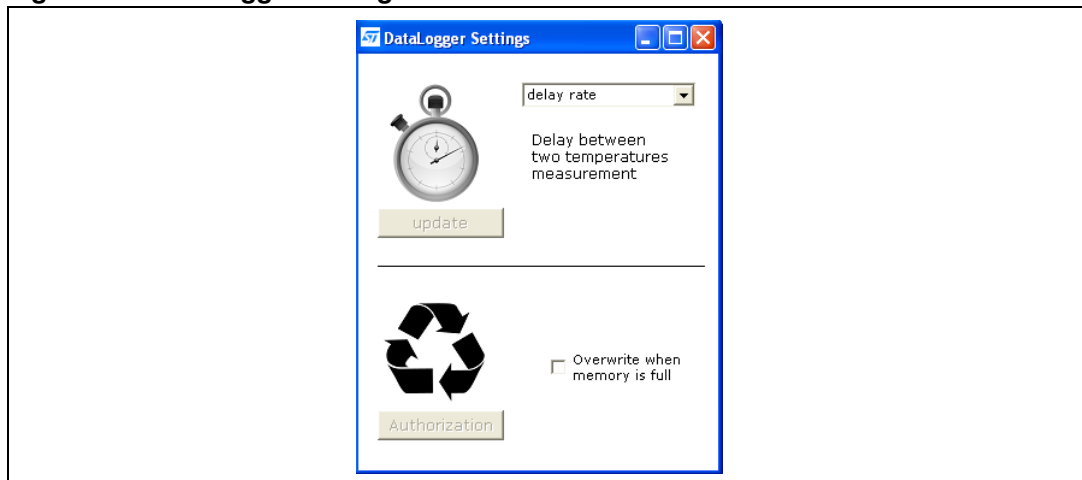 DataLogger Settings
delay rate
Delay between
two temperatures
measurement
update
Overwrite when
memory is full
Authorization